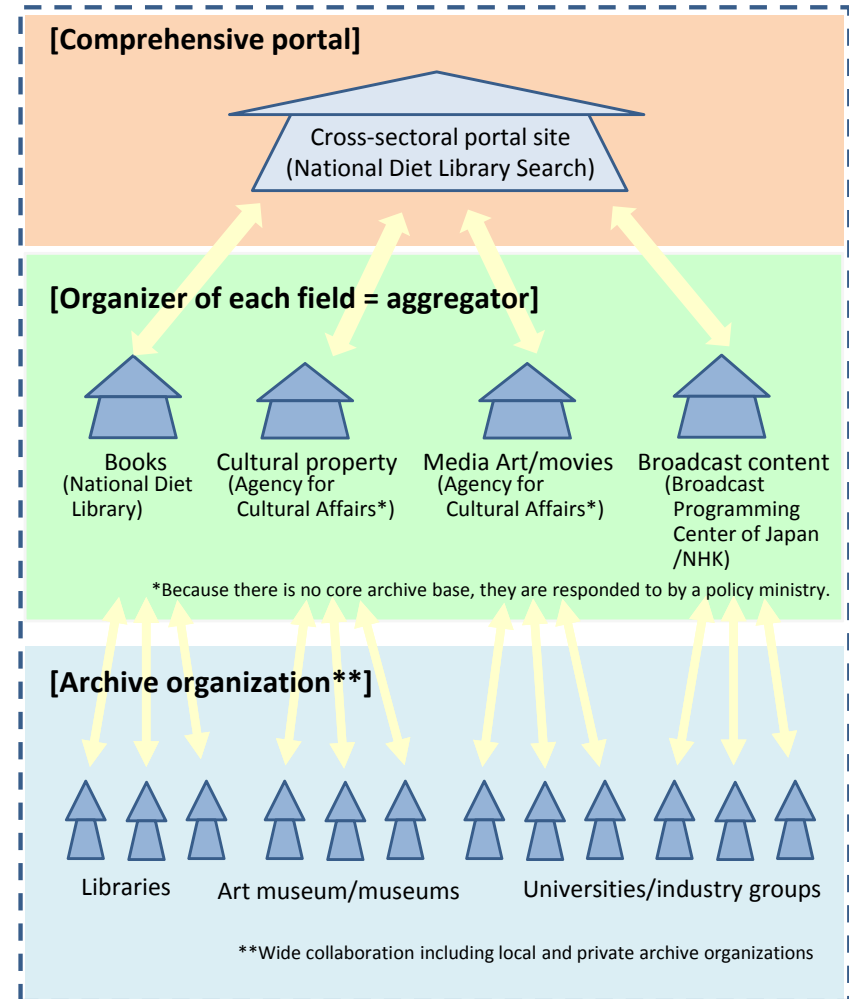 [Comprehensive portal]
Cross-sectoral portal site
(National Diet Library Search)
[Organizer of each field = aggregator]
Books
(National Diet
Library)
Cultural property
(Agency for
Cultural Affairs*)
Media Art/movies
(Agency for
Cultural Affairs*)
Broadcast content
(Broadcast
Programming
Center of Japan
/NHK)
*Because there is no core archive base, they are responded to by a policy ministry.
[Archive organization**]
Libraries
Art museum/museums
Universities/industry groups
**Wide collaboration including local and private archive organizations